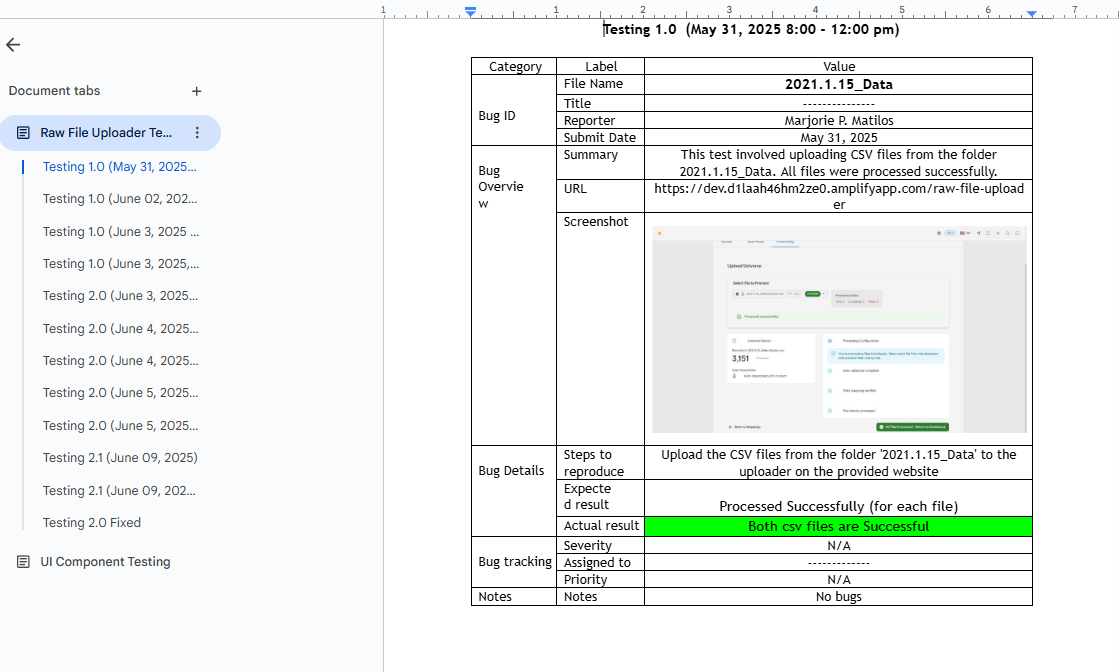 1 1 2 3 4 5 6 7
Testing 1.0 (May 31, 2025 8:00 - 12:00 pm)
Document tabs +
Raw File Uploader Te...
Testing 1.0 (May 31, 2025...
Testing 1.0 (June 02, 202...
Testing 1.0 (June 3, 2025 ...
Testing 1.0 (June 3, 2025,...
Testing 2.0 (June 3, 2025...
Testing 2.0 (June 4, 2025...
Testing 2.0 (June 4, 2025...
Testing 2.0 (June 5, 2025...
Testing 2.0 (June 5, 2025...
Testing 2.1 (June 09, 2025)
Testing 2.1 (June 09, 202...
Testing 2.0 Fixed
UI Component Testing
Category Label Value
Bug ID
File Name 2021.1.15_Data
Title --------------
Reporter Marjorie P. Matilos
Submit Date May 31, 2025
Bug
Overvie
w
Summary This test involved uploading CSV files from the folder
2021.1.15_Data. All files were processed successfully.
URL https://dev.d1laah46hm2ze0.amplifyapp.com/raw-file-upload
er
Screenshot
Upload Universe
Select File to Process
Processed successfully!
Universe Details
3,151
Processing Configuration
Bug Details
Steps to
reproduce
Upload the CSV files from the folder '2021.1.15_Data' to the
uploader on the provided website
Expecte
d result
Processed Successfully (for each file)
Actual result Both csv files are Successful
Bug tracking
Severity N/A
Assigned to ------------
Priority N/A
Notes Notes No bugs